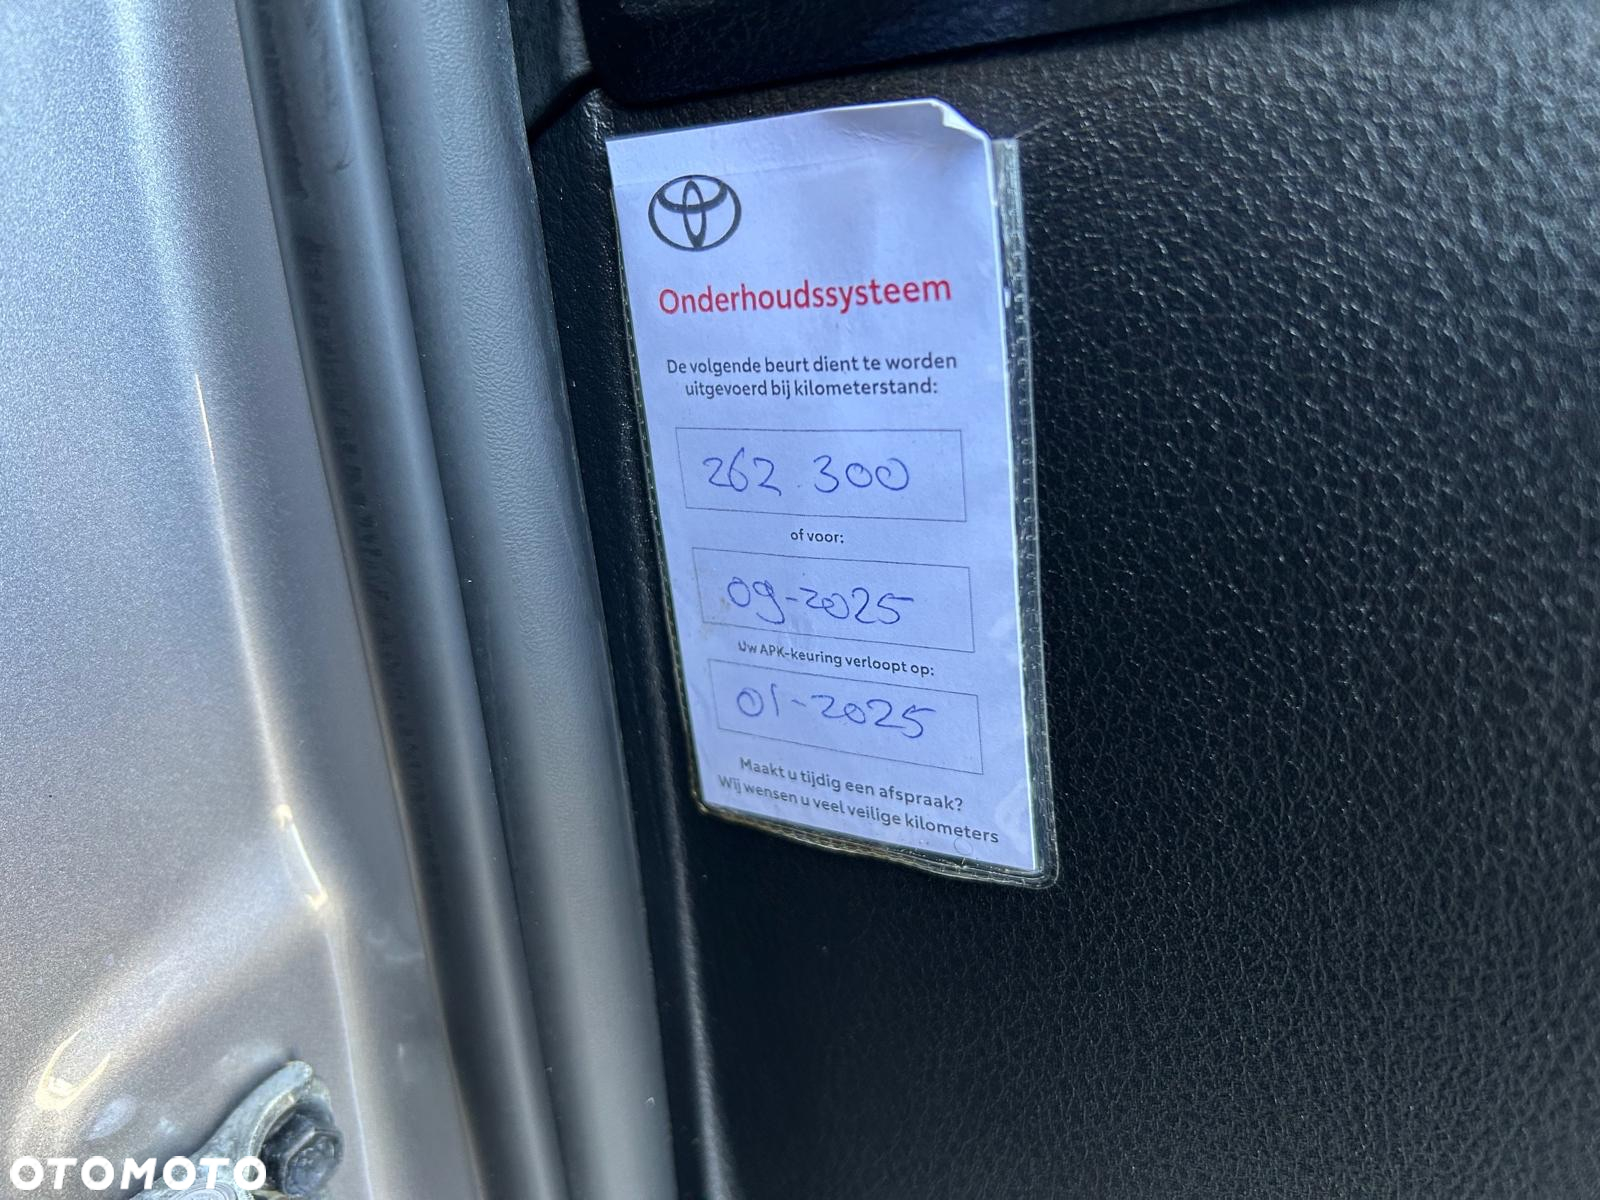 Onderhoudssysteem
De volgende beurt dient te worden
uitgevoerd bij kilometerstand:
262.300
of voor:
09-2025
Uw APK-keuring verloopt op:
01-2025
Maakt u tijdig een afspraak?
Wij wensen u veel veilige kilometers
OTOMOTO